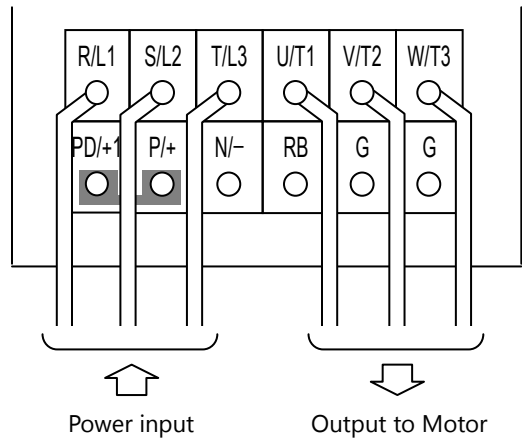 R/L1 S/L2 T/L3 U/T1 V/T2 W/T3
PD/+1 P/+ N/− RB G G
Power input Output to Motor